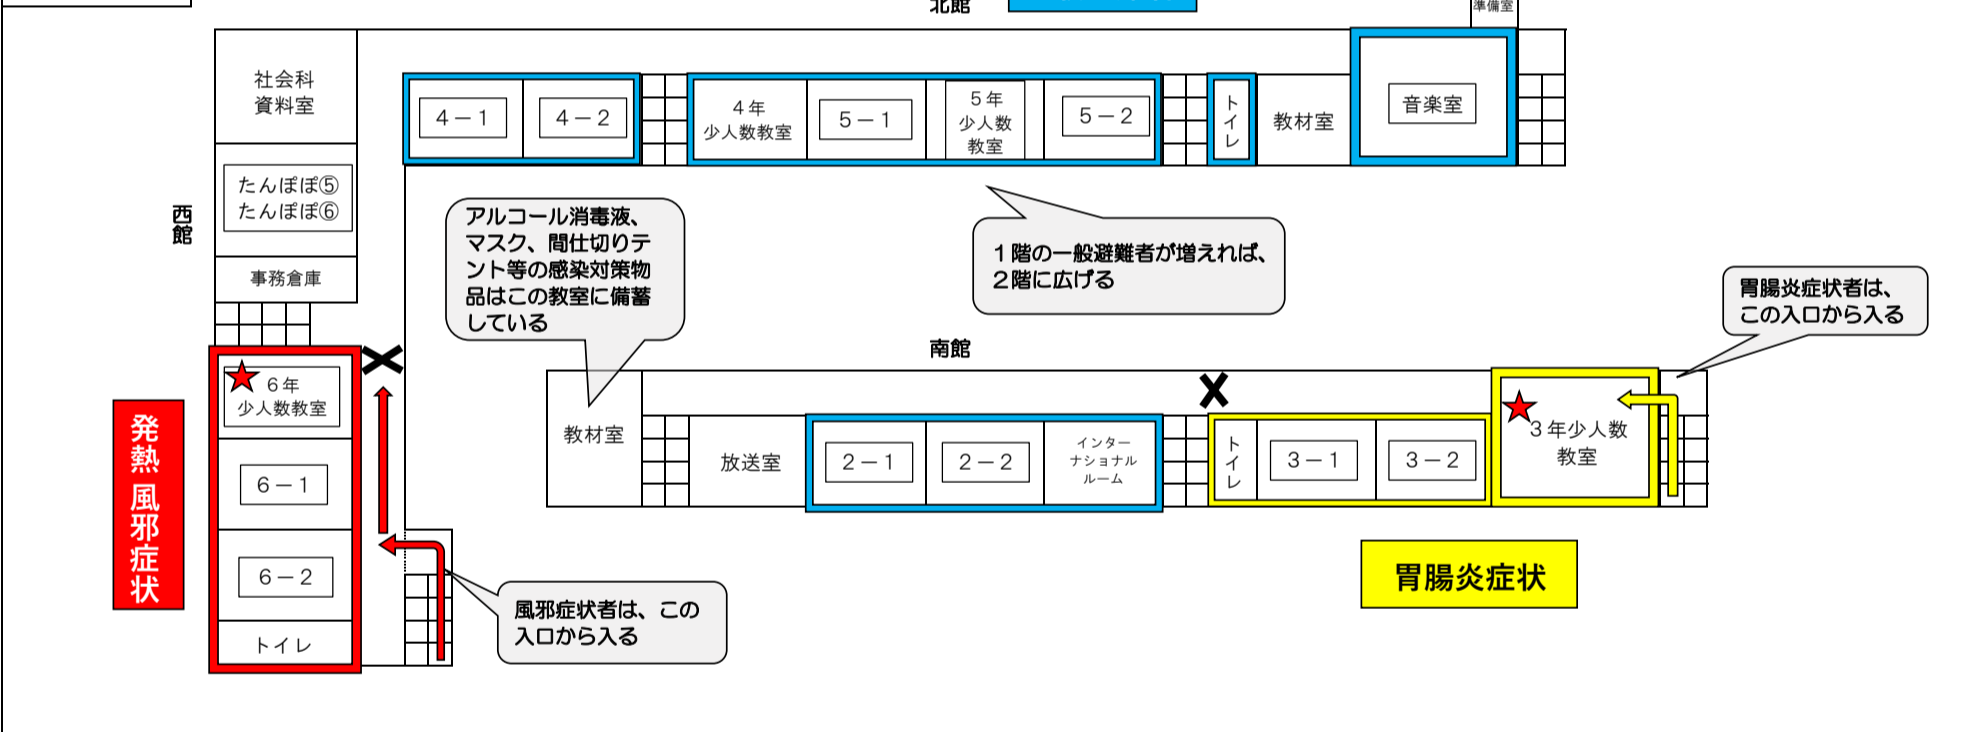 北館
準備室
社会科
資料室
たんぽぽ⑤
たんぽぽ⑥
事務倉庫
西館
４－１
４－２
４年
少人数教室
５－１
５年
少人数
教室
５－２
トイレ
教材室
音楽室
アルコール消毒液、
マスク、間仕切りテ
ント等の感染対策物
品はこの教室に備蓄
している
１階の一般避難者が増えれば、
２階に広げる
胃腸炎症状者は、
この入口から入る
南館
６年
少人数教室
６－１
６－２
トイレ
発熱 風邪症状
風邪症状者は、この
入口から入る
教材室
放送室
２－１
２－２
インター
ナショナル
ルーム
トイレ
３－１
３－２
３年少人数
教室
胃腸炎症状